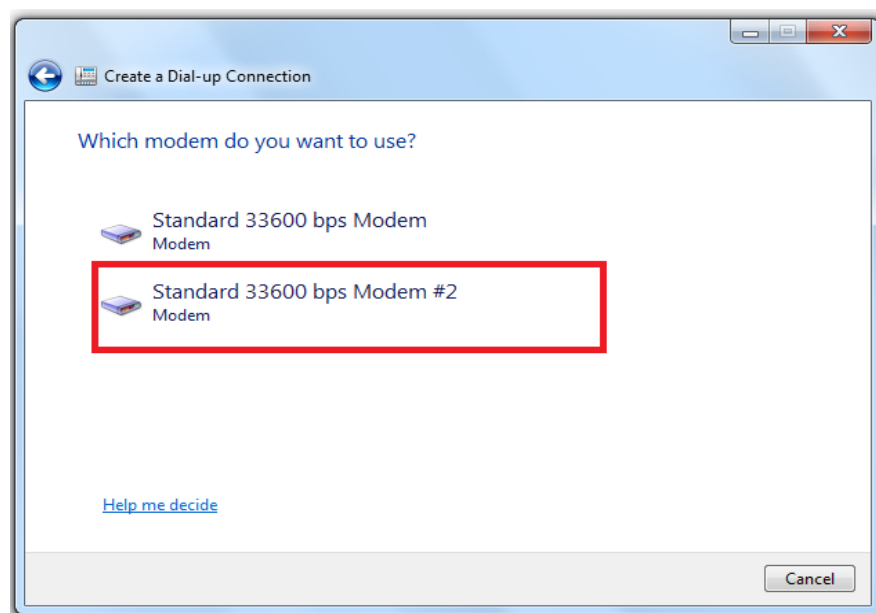 Create a Dial-up Connection
Which modem do you want to use?
Standard 33600 bps Modem
Modem
Standard 33600 bps Modem #2
Modem
Help me decide
Cancel